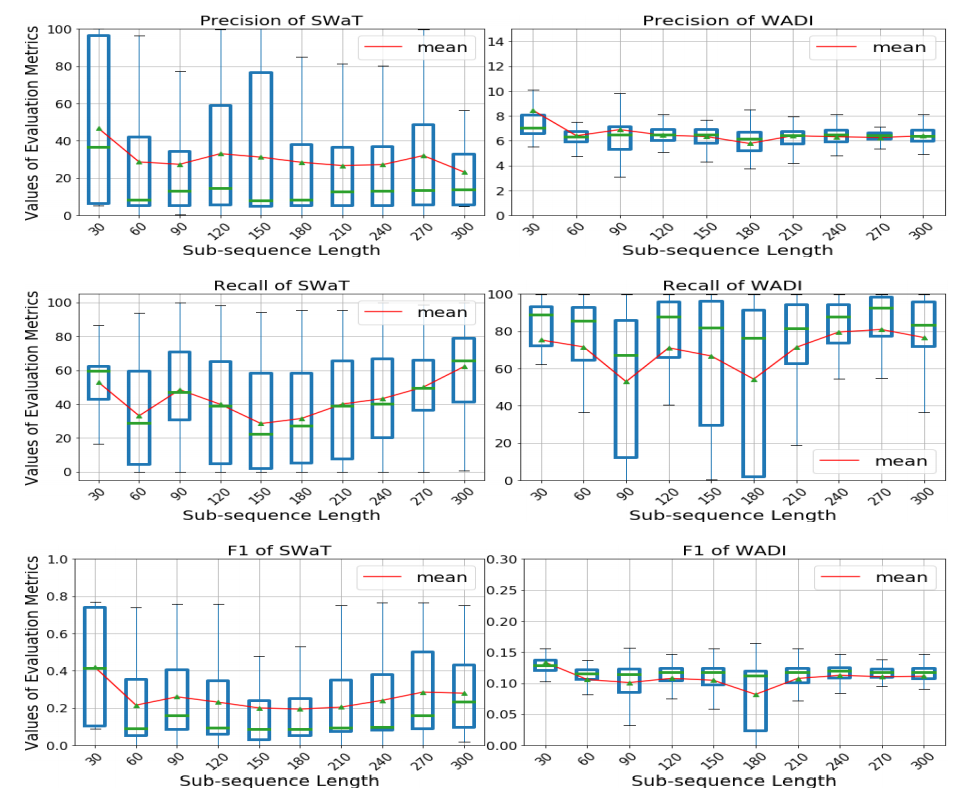 Precision of SWaT
Values of Evaluation Metrics
100
80
60
40
20
0
mean
30 60 90 120 150 180 210 240 270 300
Sub-sequence Length
Precision of WADI
14
12
10
8
6
4
2
0
mean
30 60 90 120 150 180 210 240 270 300
Sub-sequence Length
Recall of SWaT
Values of Evaluation Metrics
100
80
60
40
20
0
mean
30 60 90 120 150 180 210 240 270 300
Sub-sequence Length
Recall of WADI
100
80
60
40
20
0
mean
30 60 90 120 150 180 210 240 270 300
Sub-sequence Length
F1 of SWaT
Values of Evaluation Metrics
1.0
0.8
0.6
0.4
0.2
0.0
mean
30 60 90 120 150 180 210 240 270 300
Sub-sequence Length
F1 of WADI
0.30
0.25
0.20
0.15
0.10
0.05
0.00
mean
30 60 90 120 150 180 210 240 270 300
Sub-sequence Length